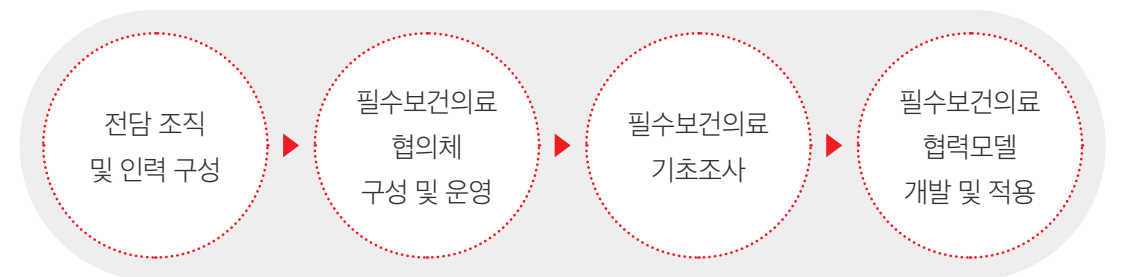 전담 조직
및 인력 구성
필수보건의료
협의체
구성 및 운영
필수보건의료
기초조사
필수보건의료
협력모델
개발 및 적용